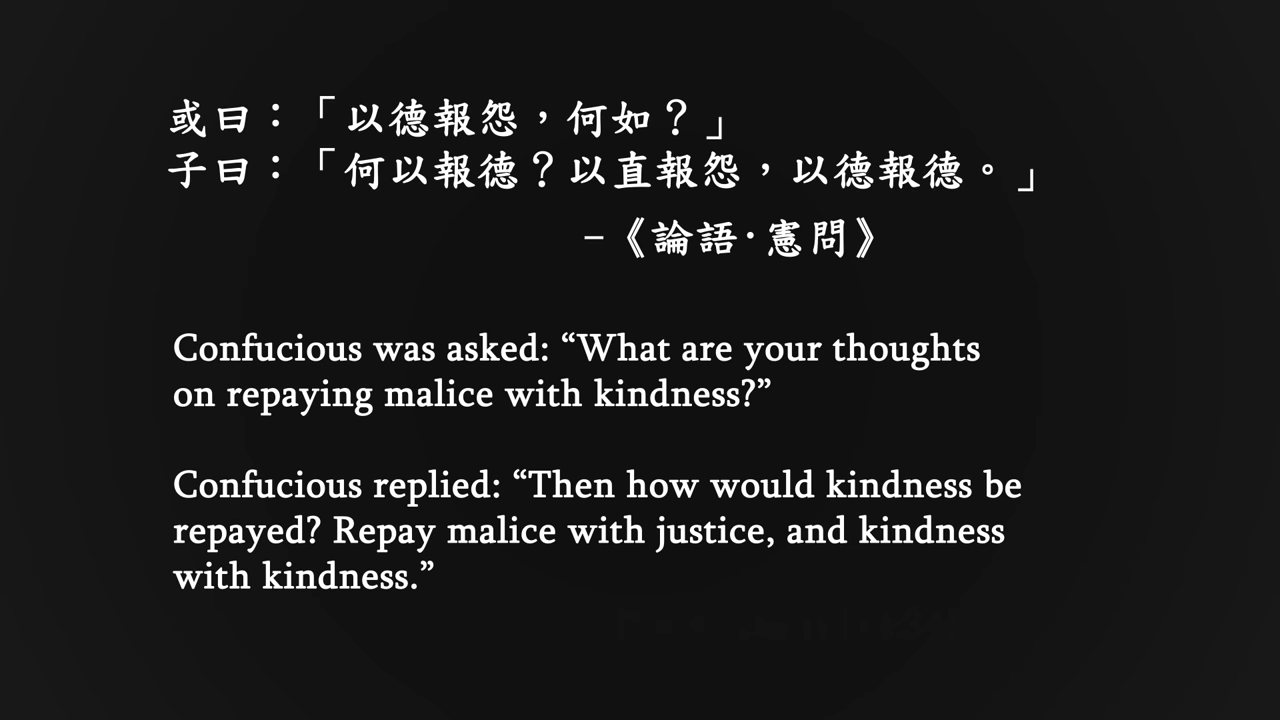 或曰：「以德報怨，何如？」
子曰：「何以報德？以直報怨，以德報德。」
–《論語·憲問》
Confucious was asked: “What are your thoughts
on repaying malice with kindness?”
Confucious replied: “Then how would kindness be
repayed? Repay malice with justice, and kindness
with kindness.”